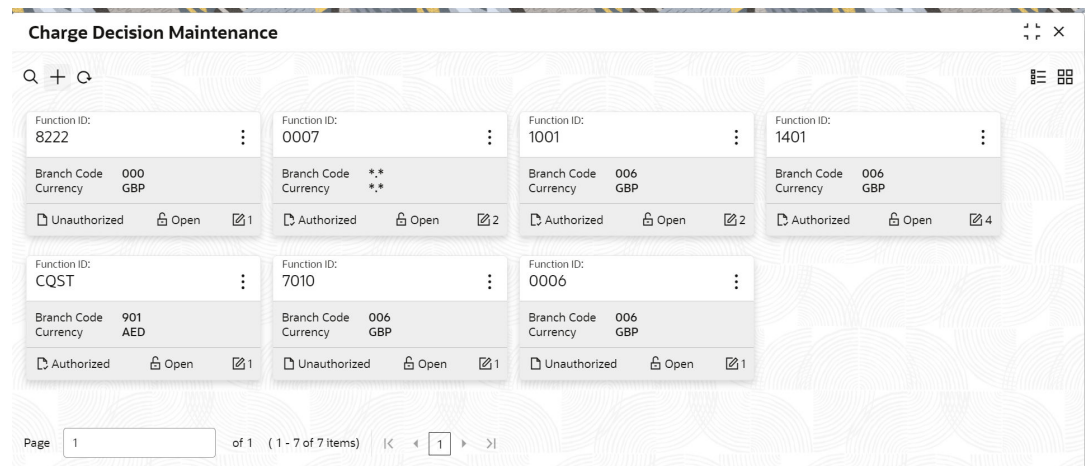 Charge Decision Maintenance
Function ID:
8222
Branch Code 000
Currency GBP
Unauthorized Open 1
Function ID:
0007
Branch Code *.*
Currency *.*
Authorized Open 2
Function ID:
1001
Branch Code 006
Currency GBP
Authorized Open 2
Function ID:
1401
Branch Code 006
Currency GBP
Authorized Open 4
Function ID:
CQST
Branch Code 901
Currency AED
Authorized Open 1
Function ID:
7010
Branch Code 006
Currency GBP
Unauthorized Open 1
Function ID:
0006
Branch Code 006
Currency GBP
Unauthorized Open 1
Page 1 of 1 ( 1 - 7 of 7 items) 1